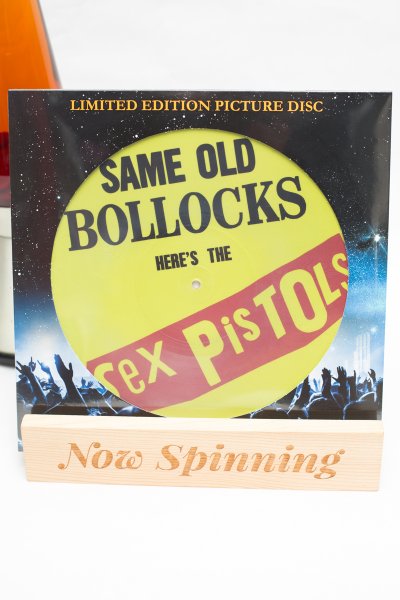 LIMITED EDITION PICTURE DISC
SAME OLD
BOLLOCKS
HERE'S THE
Sex PiSTOLS
Now Spinning